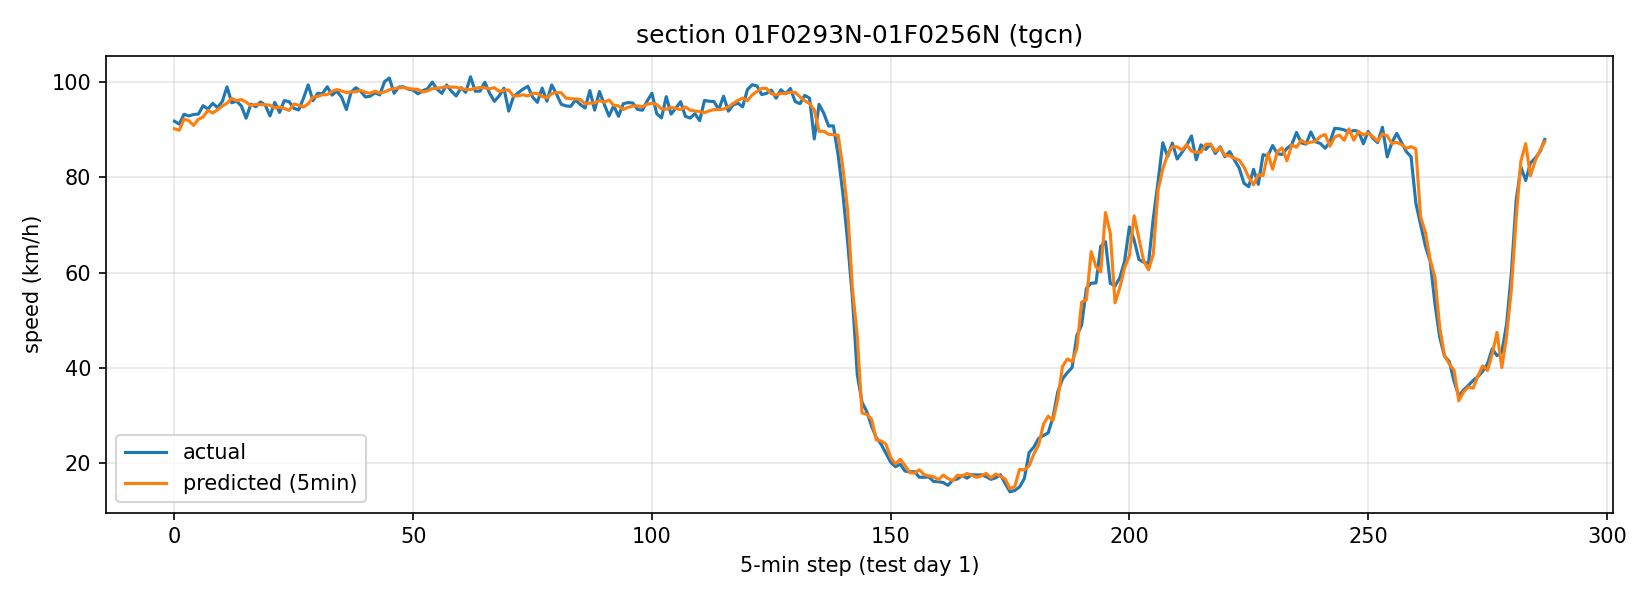 section 01F0293N-01F0256N (tgcn)
speed (km/h)
100
80
60
40
20
actual
predicted (5min)
0 50 100 150 200 250 300
5-min step (test day 1)